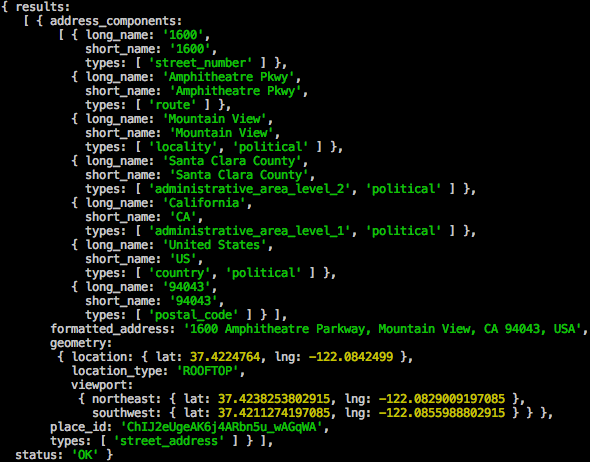 { results:
[ { address_components:
[ { long_name: '1600',
short_name: '1600',
types: [ 'street_number' ] },
{ long_name: 'Amphitheatre Pkwy',
short_name: 'Amphitheatre Pkwy',
types: [ 'route' ] },
{ long_name: 'Mountain View',
short_name: 'Mountain View',
types: [ 'locality', 'political' ] },
{ long_name: 'Santa Clara County',
short_name: 'Santa Clara County',
types: [ 'administrative_area_level_2', 'political' ] },
{ long_name: 'California',
short_name: 'CA',
types: [ 'administrative_area_level_1', 'political' ] },
{ long_name: 'United States',
short_name: 'US',
types: [ 'country', 'political' ] },
{ long_name: '94043',
short_name: '94043',
types: [ 'postal_code' ] } ],
formatted_address: '1600 Amphitheatre Parkway, Mountain View, CA 94043, USA',
geometry:
{ location: { lat: 37.4224764, lng: -122.0842499 },
location_type: 'ROOFTOP',
viewport:
{ northeast: { lat: 37.4238253802915, lng: -122.0829009197085 },
southwest: { lat: 37.4211274197085, lng: -122.0855988802915 } } },
place_id: 'ChIJ2eUgeAK6j4ARbn5u_wAGqWA',
types: [ 'street_address' ] } ],
status: 'OK' }